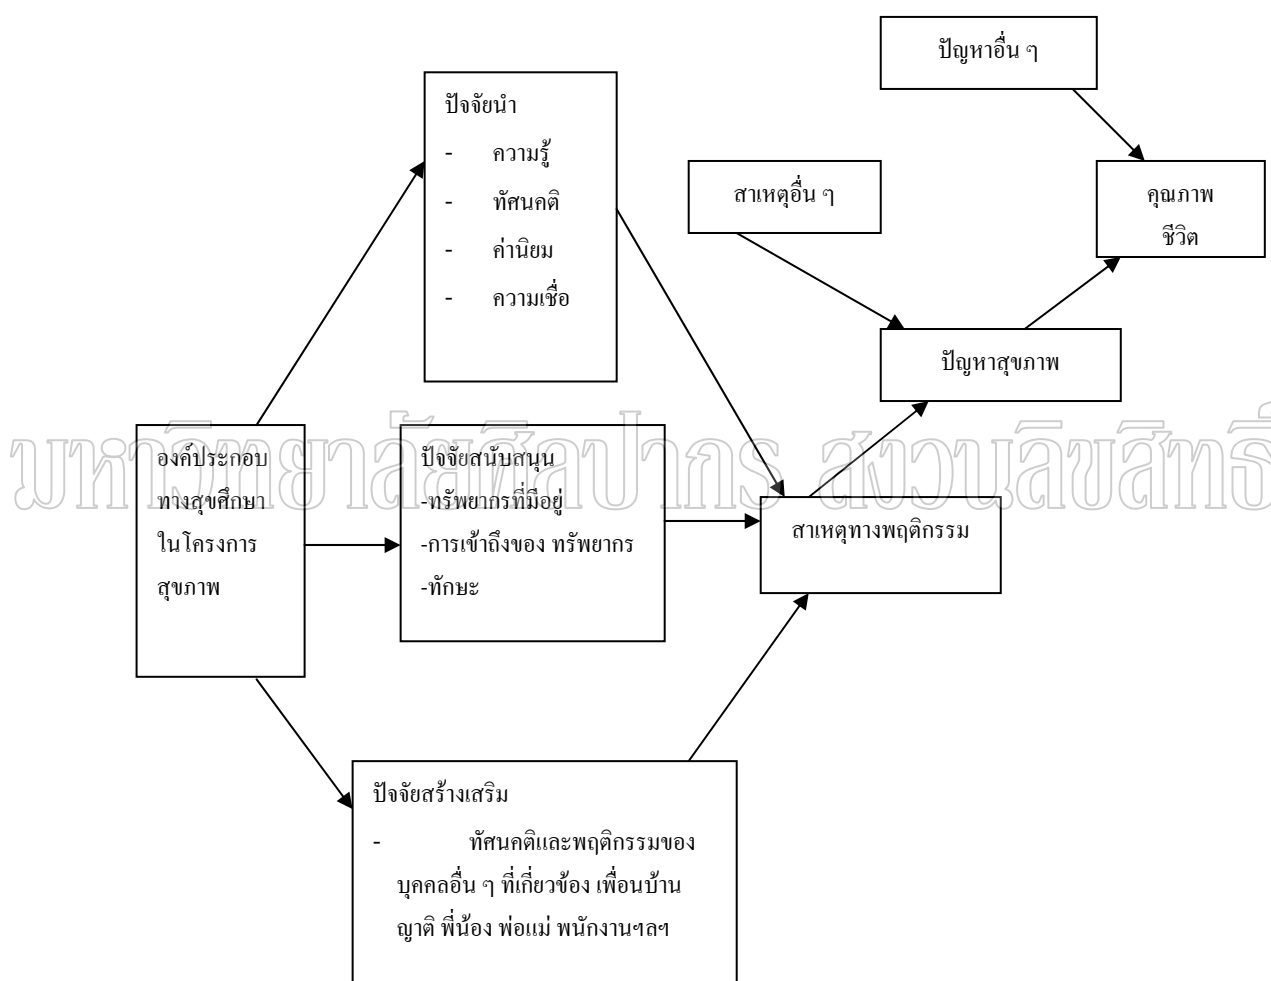 ปัญหาอื่น ๆ
ปัจจัยนำ
- ความรู้
- ทัศนคติ
- ค่านิยม
- ความเชื่อ
สาเหตุอื่น ๆ
คุณภาพ
ชีวิต
ปัญหาสุขภาพ
มหาวิทยาลัยศิลปากร สงวนลิขสิทธิ์
องค์ประกอบ
ทางสุขศึกษา
ในโครงการ
สุขภาพ
ปัจจัยสนับสนุน
-ทรัพยากรที่มีอยู่
-การเข้าถึงของ ทรัพยากร
-ทักษะ
สาเหตุทางพฤติกรรม
ปัจจัยสร้างเสริม
- ทัศนคติและพฤติกรรมของ
บุคคลอื่น ๆ ที่เกี่ยวข้อง เพื่อนบ้าน
ญาติ พี่น้อง พ่อแม่ พนักงานฯลฯ